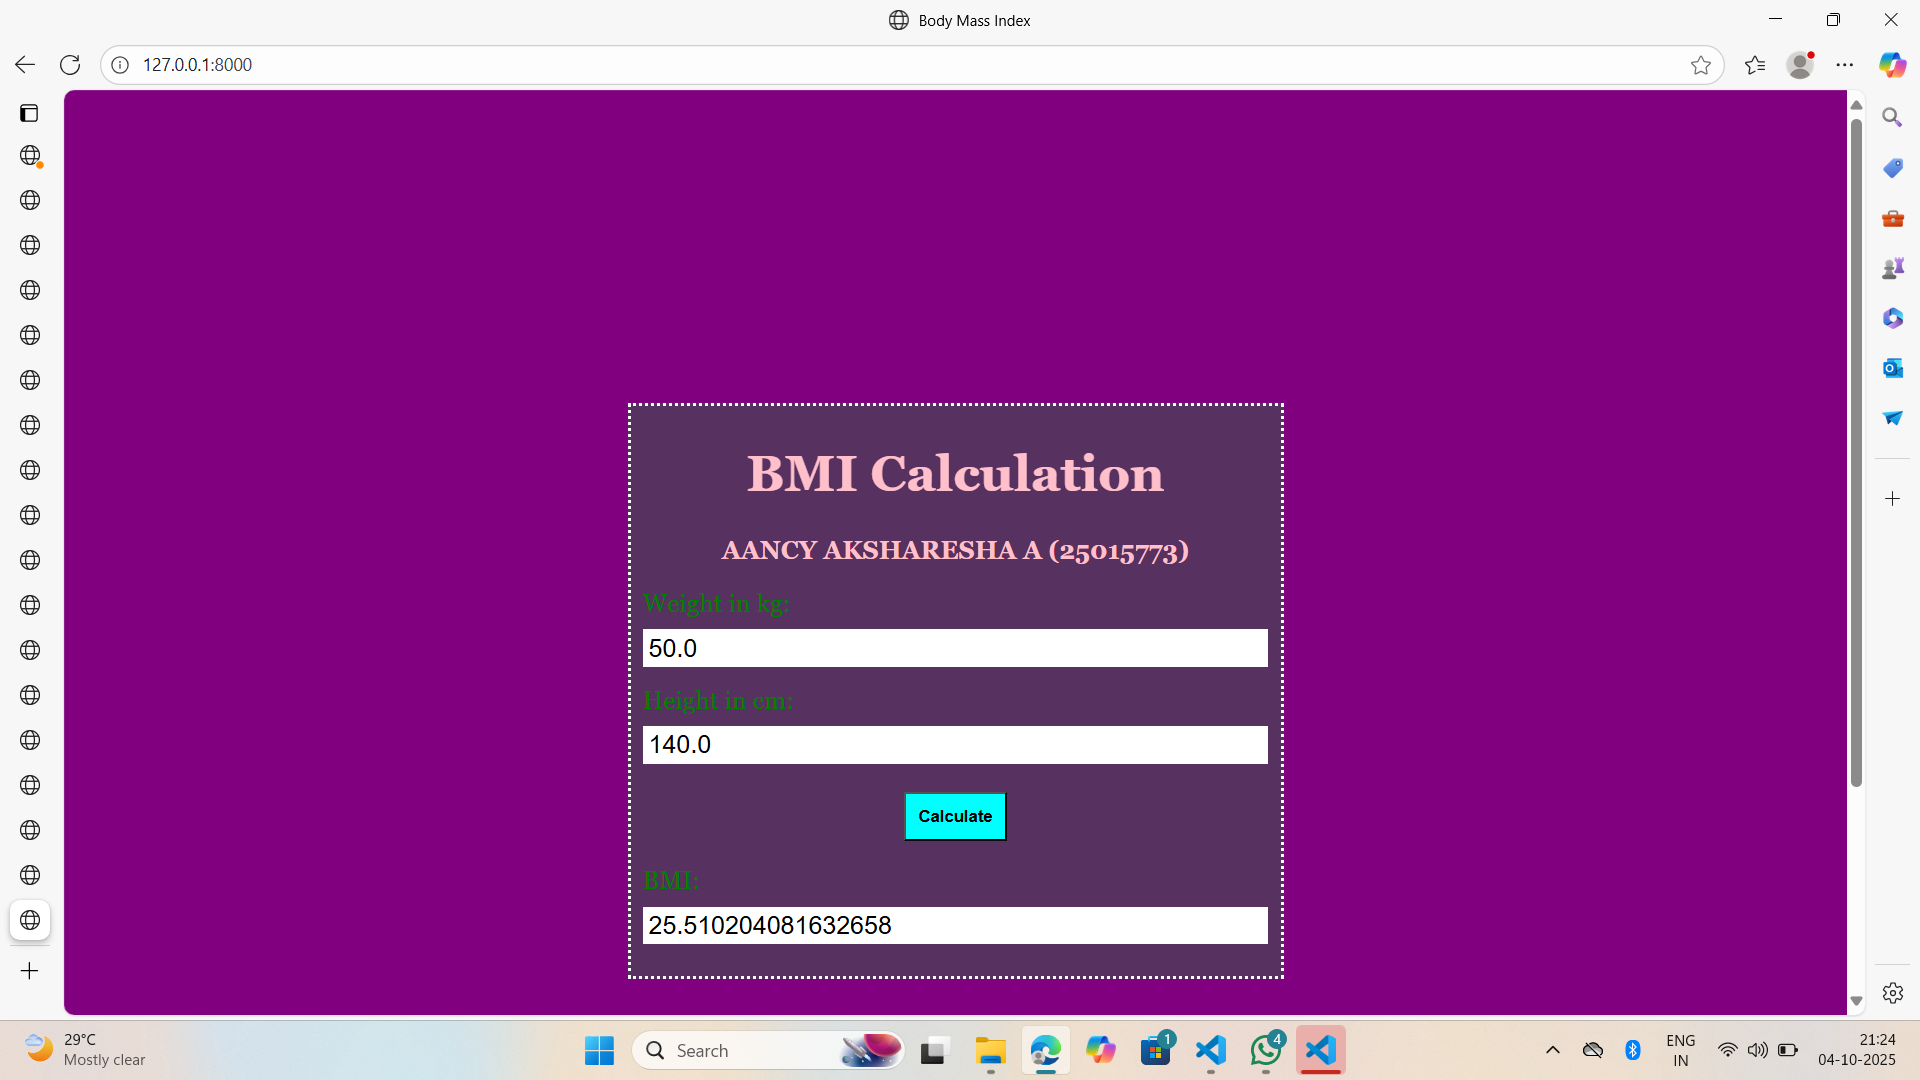 Body Mass Index
127.0.0.1:8000
BMI Calculation
AANCY AKSHARESHA A (25015773)
Weight in kg:
50.0
Height in cm:
140.0
Calculate
BMI:
25.510204081632658
29°C
Mostly clear
Search
1
4
ENG
IN
21:24
04-10-2025